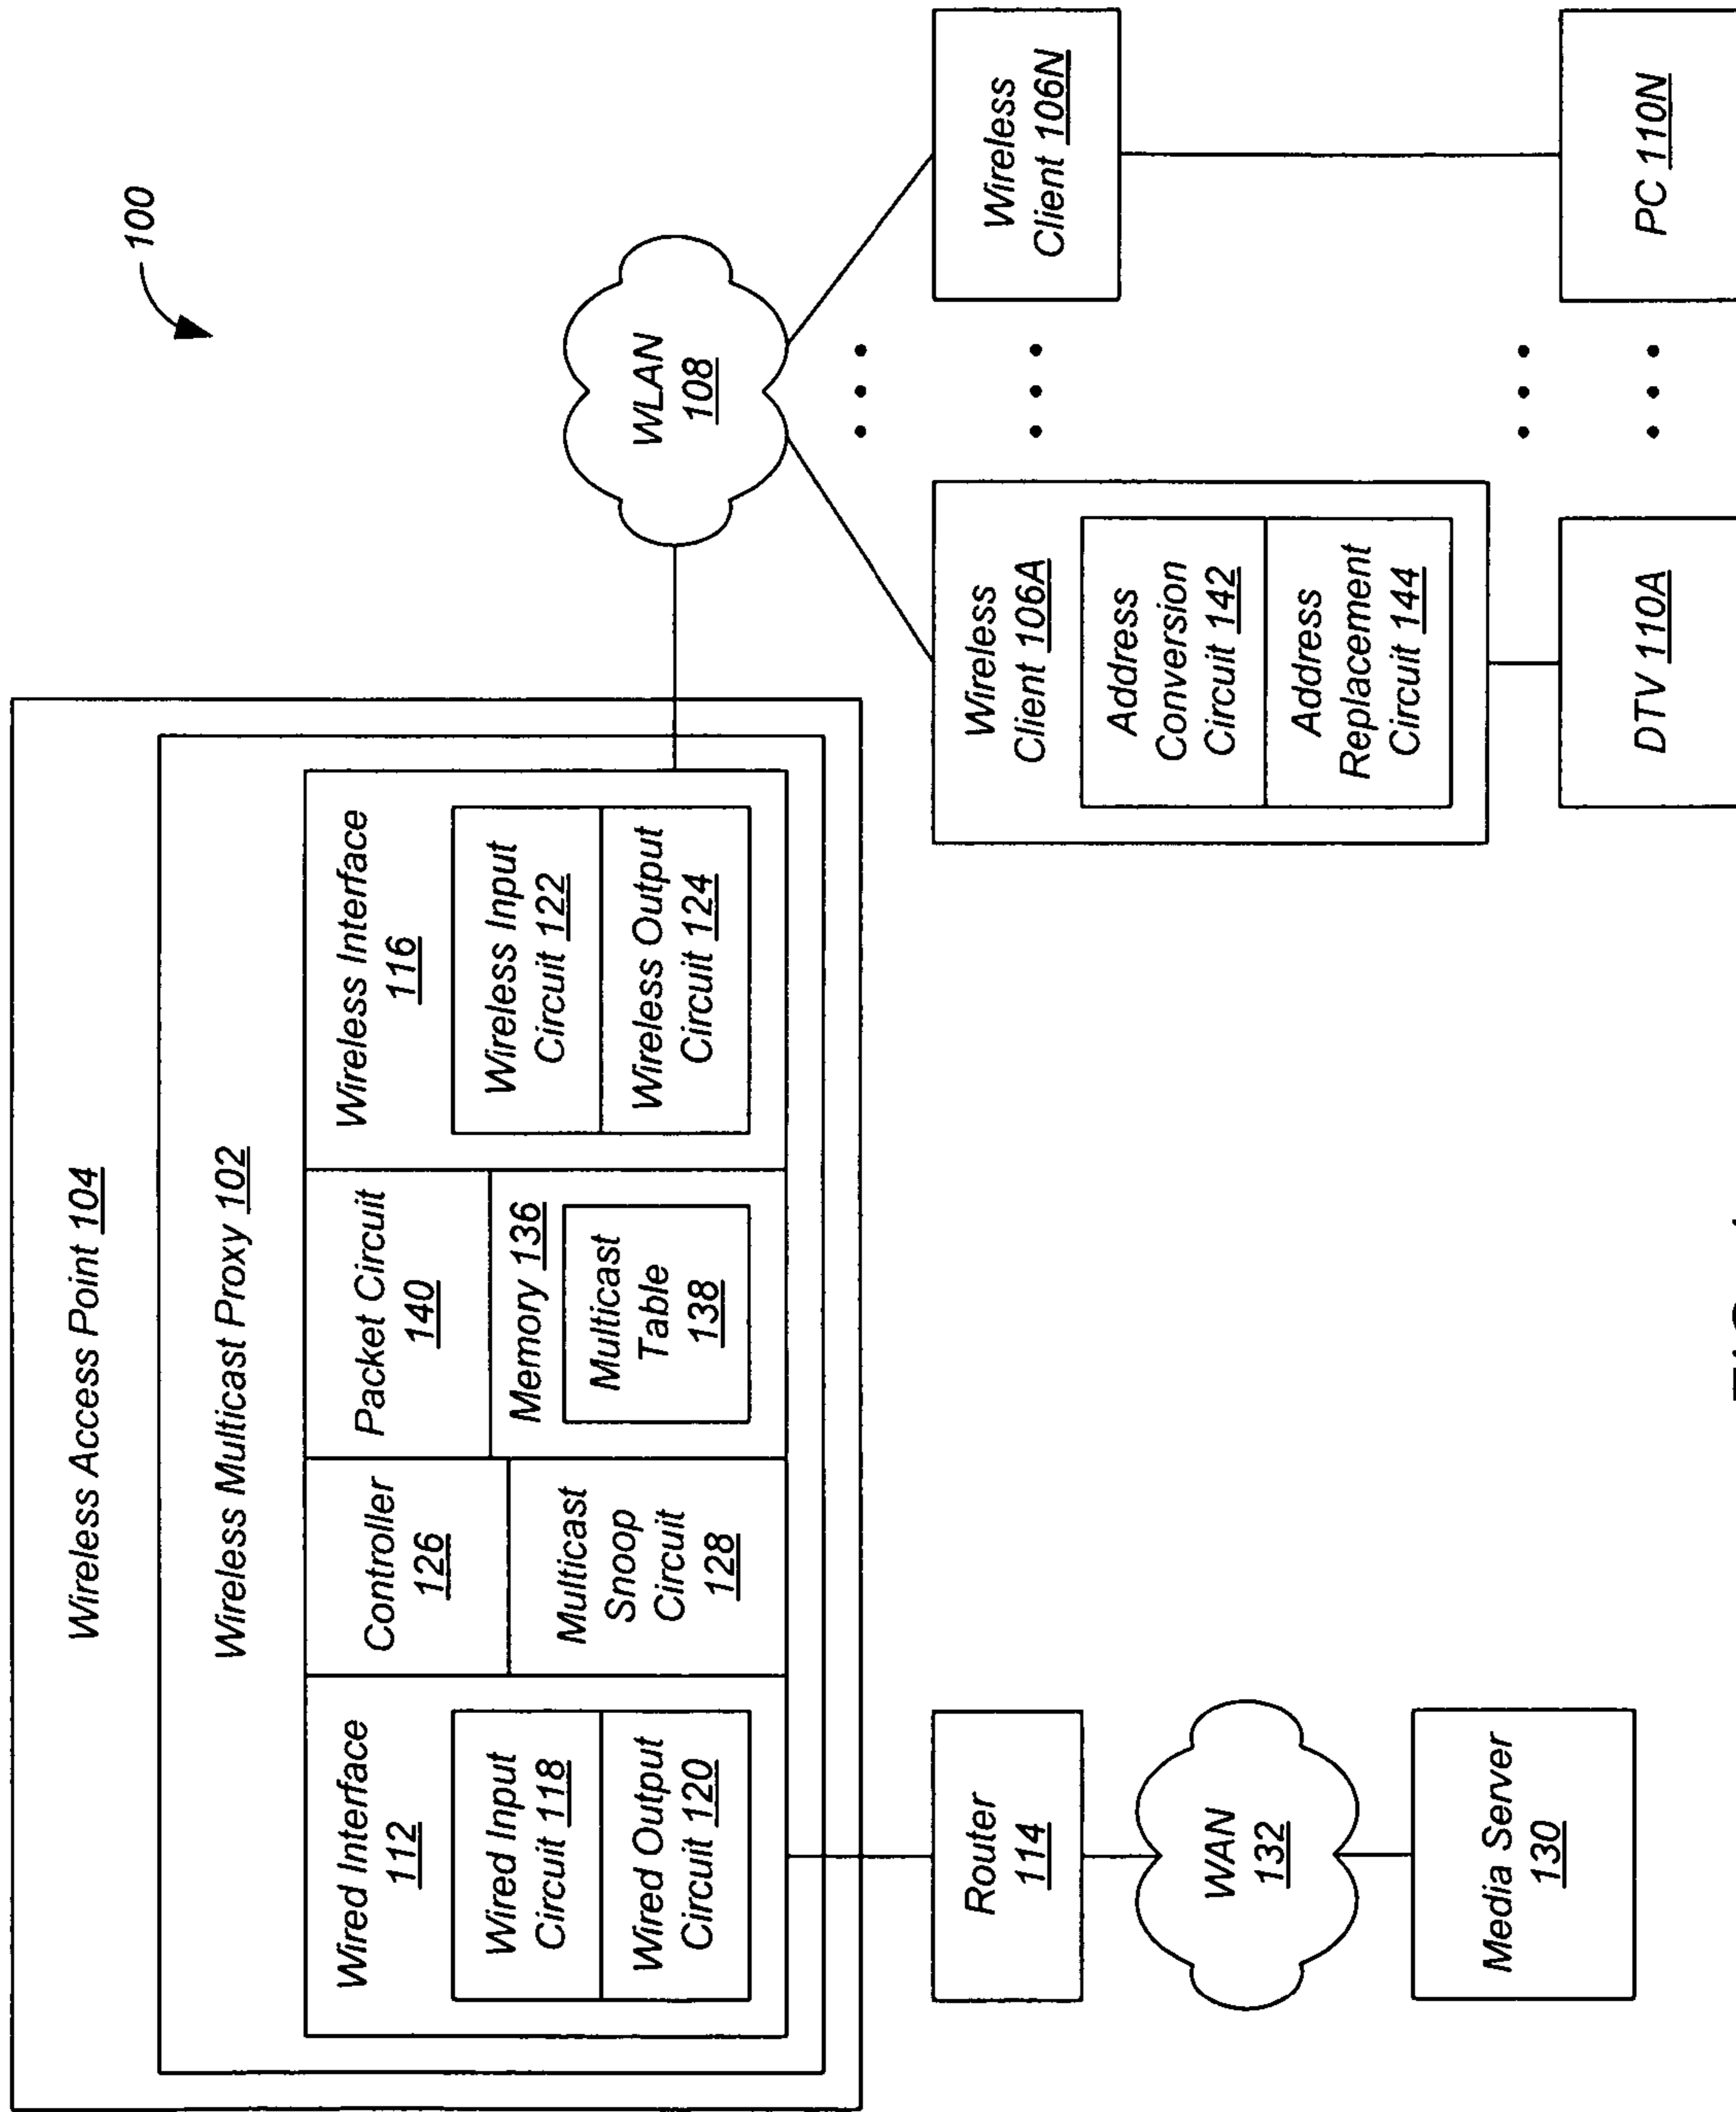 100
Wireless Access Point 104
Wireless Multicast Proxy 102
Wired Interface
112
Wired Input
Circuit 118
Wired Output
Circuit 120
Controller
126
Multicast
Snoop
Circuit
128
Packet Circuit
140
Memory 136
Multicast
Table
138
Wireless Interface
116
Wireless Input
Circuit 122
Wireless Output
Circuit 124
WLAN
108
Router
114
WAN
132
Media Server
130
Wireless
Client 106A
Address
Conversion
Circuit 142
Address
Replacement
Circuit 144
DTV 110A
Wireless
Client 106N
PC 110N